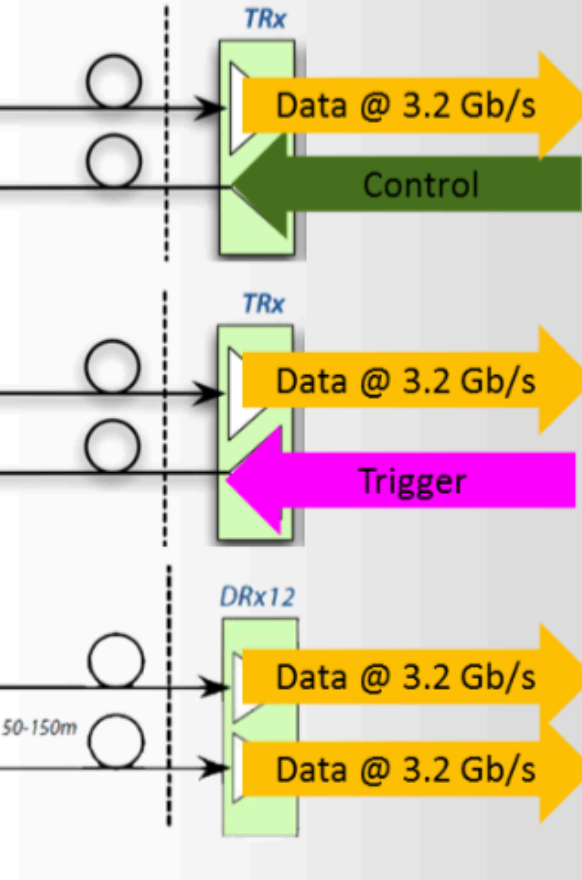 TRx
Data @ 3.2 Gb/s
Control
TRx
Data @ 3.2 Gb/s
Trigger
DRx12
Data @ 3.2 Gb/s
50-150m
Data @ 3.2 Gb/s